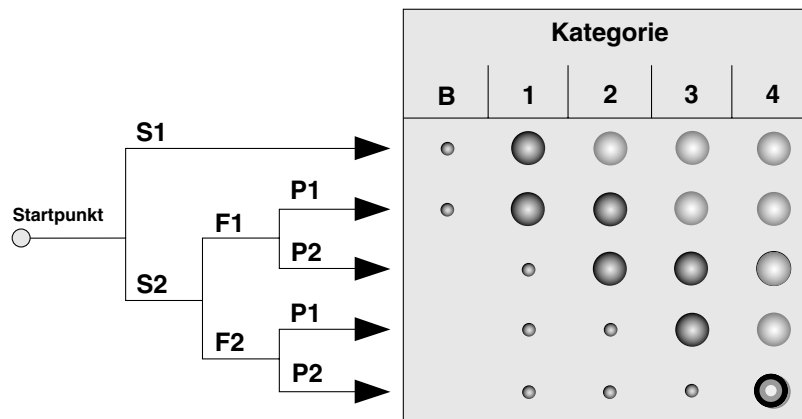 Kategorie
B 1 2 3 4
S1
P1
Startpunkt
F1
P2
S2
P1
F2
P2